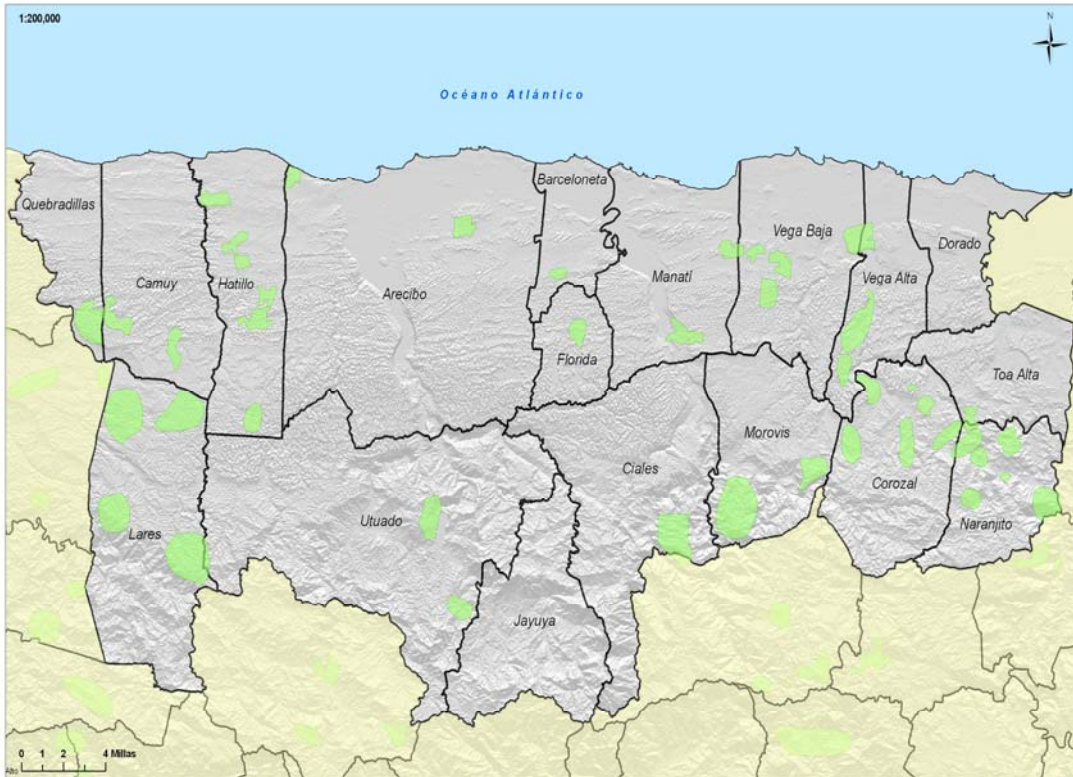 1:200,000
N
Océano Atlántico
Barceloneta
Quebradillas
Vega Baja
Dorado
Camuy
Hatillo
Manatí
Vega Alta
Arecibo
Florida
Toa Alta
Morovis
Ciales
Corozal
Utuado
Naranjito
Lares
Jayuya
0 1 2 4 Millas